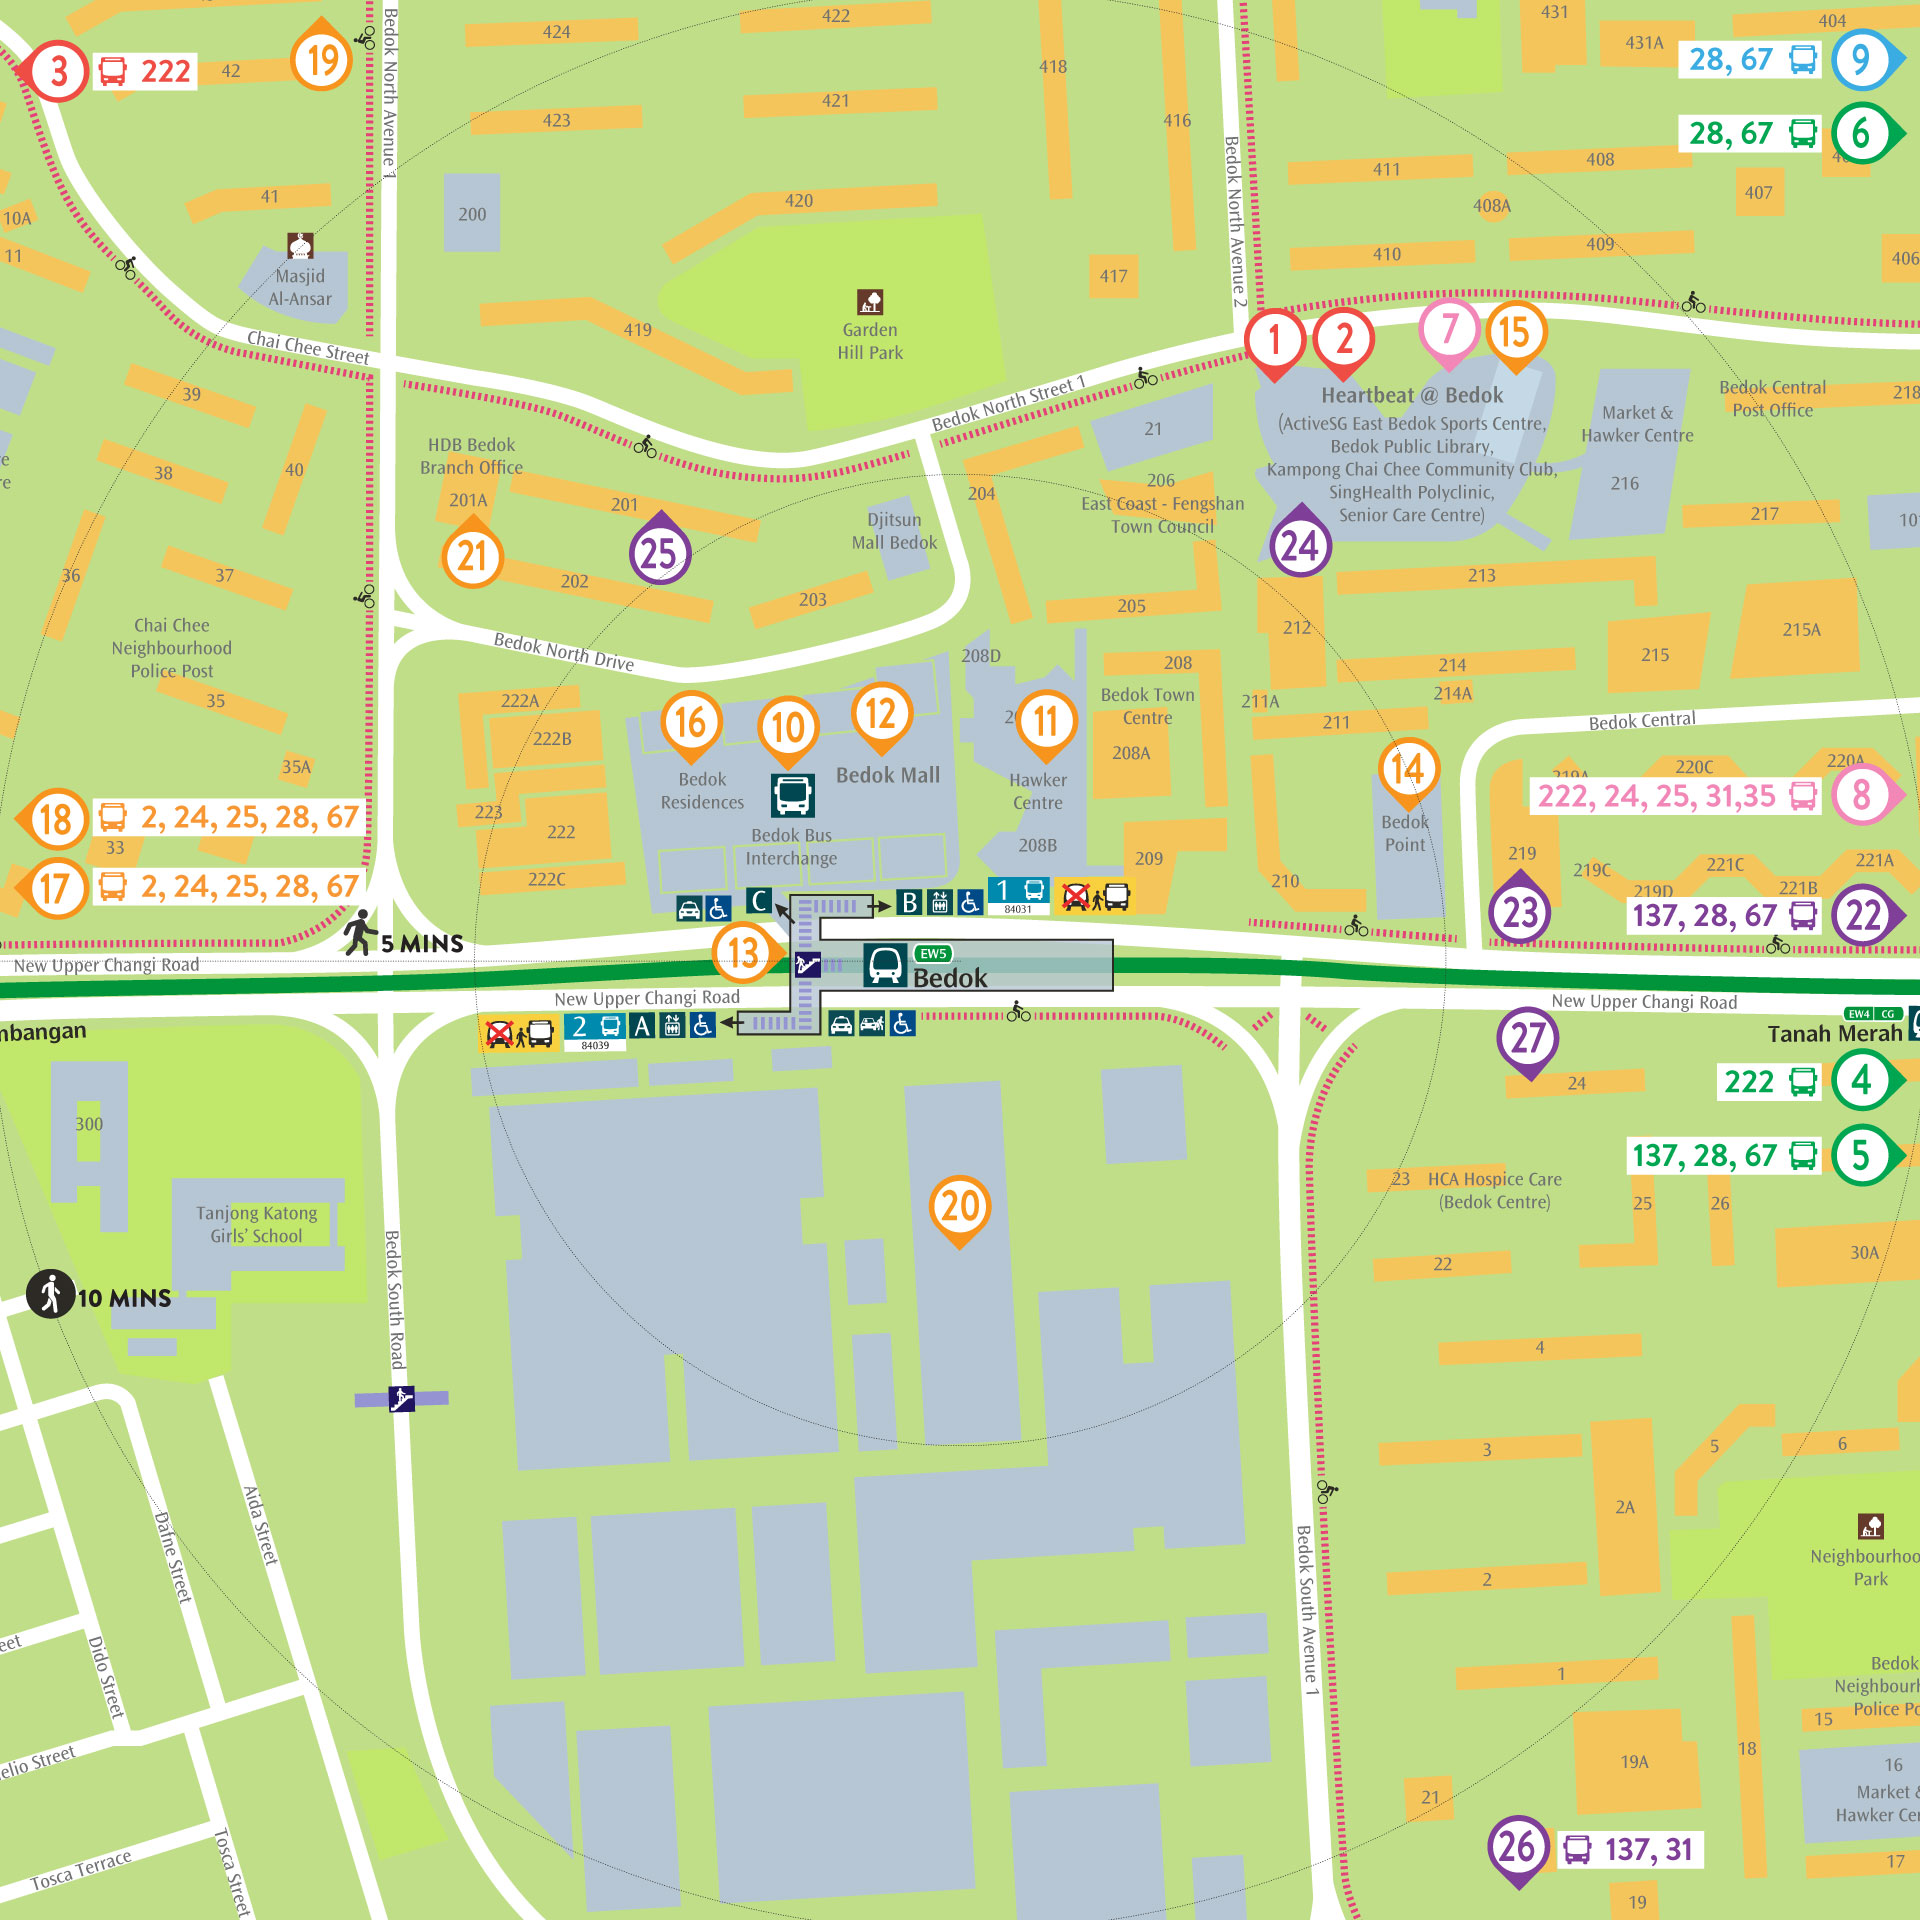 424
422
431
404
431A
3
222
42
19
Bedok North Avenue 1
418
28, 67
9
423
421
416
28, 67
6
411
408
407
Bedok North Avenue 2
10A
41
200
420
408A
11
Masjid
Al-Ansar
417
410
409
406
419
Garden
Hill Park
Chai Chee Street
1
2
7
15
39
Bedok North Street 1
Heartbeat @ Bedok
(ActiveSG East Bedok Sports Centre,
Bedok Public Library,
Kampong Chai Chee Community Club,
SingHealth Polyclinic,
Senior Care Centre)
Market &
Hawker Centre
216
Bedok Central
Post Office
218
HDB Bedok
Branch Office
201A
21
38
40
201
25
202
203
Djitsun
Mall Bedok
204
21
206
East Coast - Fengshan
Town Council
24
217
36
37
205
213
212
215
215A
Chai Chee
Neighbourhood
Police Post
Bedok North Drive
208D
208
214
214A
35
222A
222B
16
10
12
11
Bedok Town
Centre
208A
211A
211
Bedok Central
35A
Bedok
Residences
Bedok Mall
Hawker
Centre
14
Bedok
Point
219A
220C
220A
222, 24, 25, 31,35
8
18
2, 24, 25, 28, 67
223
222
Bedok Bus
Interchange
208B
209
33
17
2, 24, 25, 28, 67
222C
210
219
219C
219D
221C
221B
221A
23
137, 28, 67
22
C
B
1
84031
5 MINS
13
EW5
Bedok
New Upper Changi Road
New Upper Changi Road
New Upper Changi Road
2
84039
A
27
24
EW4
CG
Tanah Merah
222
4
300
137, 28, 67
5
Tanjong Katong
Girls' School
20
23
HCA Hospice Care
(Bedok Centre)
25
26
30A
22
10 MINS
Bedok South Road
4
3
5
6
2A
Aida Street
Dafne Street
Bedok South Avenue 1
2
Neighbourhoo
Park
Dido Street
1
Bedok
15
18
19A
16
21
Tosca Terrace
Tosca Street
26
137, 31
17
19